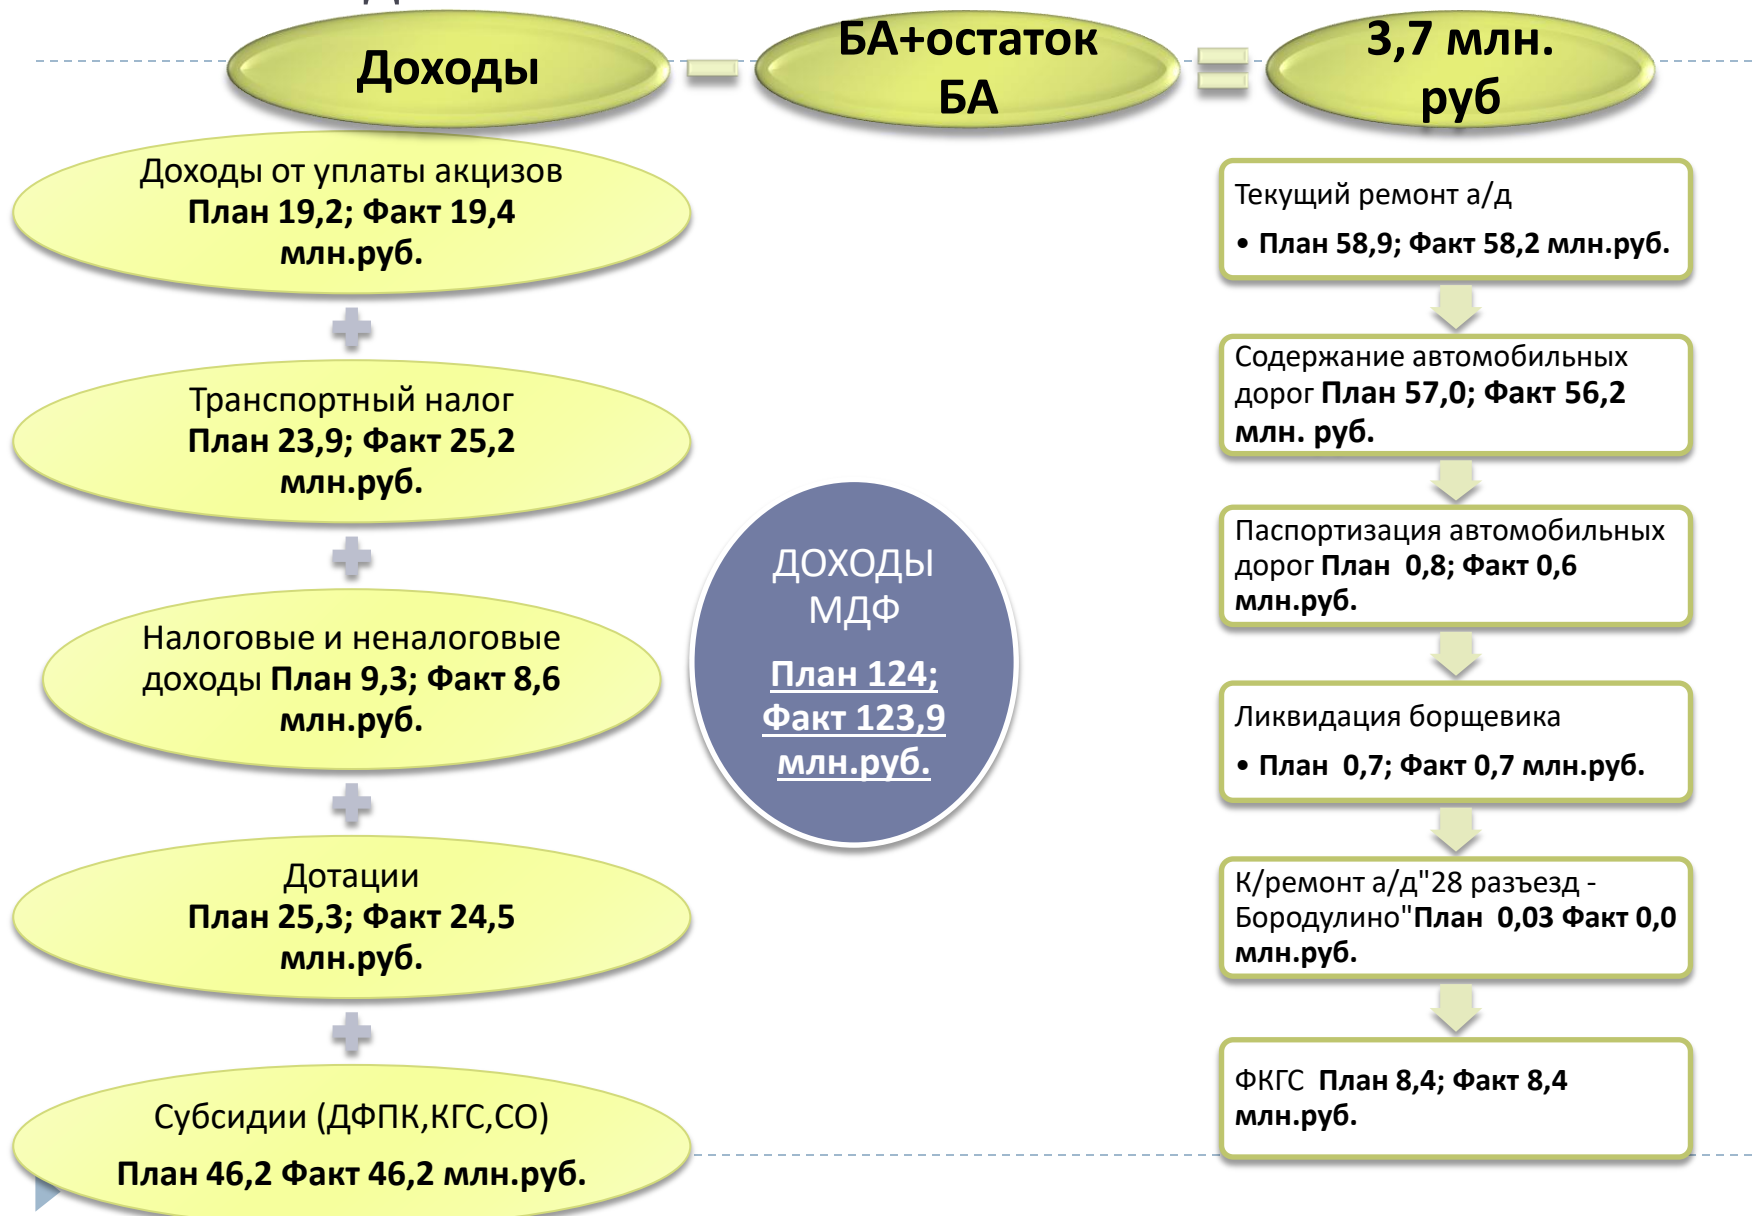 Доходы
БА+остаток
БА
3,7 млн.
руб
Доходы от уплаты акцизов
План 19,2; Факт 19,4
млн.руб.
Транспортный налог
План 23,9; Факт 25,2
млн.руб.
Налоговые и неналоговые
доходы План 9,3; Факт 8,6
млн.руб.
Дотации
План 25,3; Факт 24,5
млн.руб.
Субсидии (ДФПК,КГС,СО)
План 46,2 Факт 46,2 млн.руб.
ДОХОДЫ
МДФ
План 124;
Факт 123,9
млн.руб.
Текущий ремонт а/д
• План 58,9; Факт 58,2 млн.руб.
Содержание автомобильных
дорог План 57,0; Факт 56,2
млн. руб.
Паспортизация автомобильных
дорог План  0,8; Факт 0,6
млн.руб.
Ликвидация борщевика
• План  0,7; Факт 0,7 млн.руб.
К/ремонт а/д"28 разъезд -
Бородулино"План  0,03 Факт 0,0
млн.руб.
ФКГС  План 8,4; Факт 8,4
млн.руб.